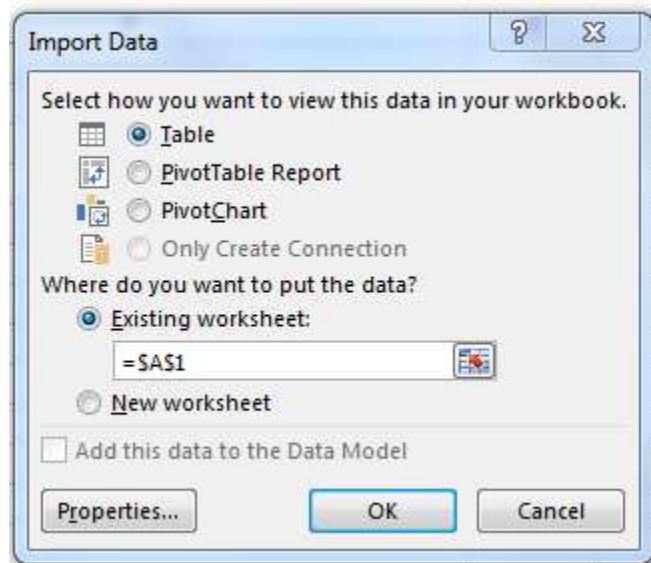 Import Data
Select how you want to view this data in your workbook.
Table
PivotTable Report
PivotChart
Only Create Connection
Where do you want to put the data?
Existing worksheet:
=$A$1
New worksheet
Add this data to the Data Model
Properties... OK Cancel